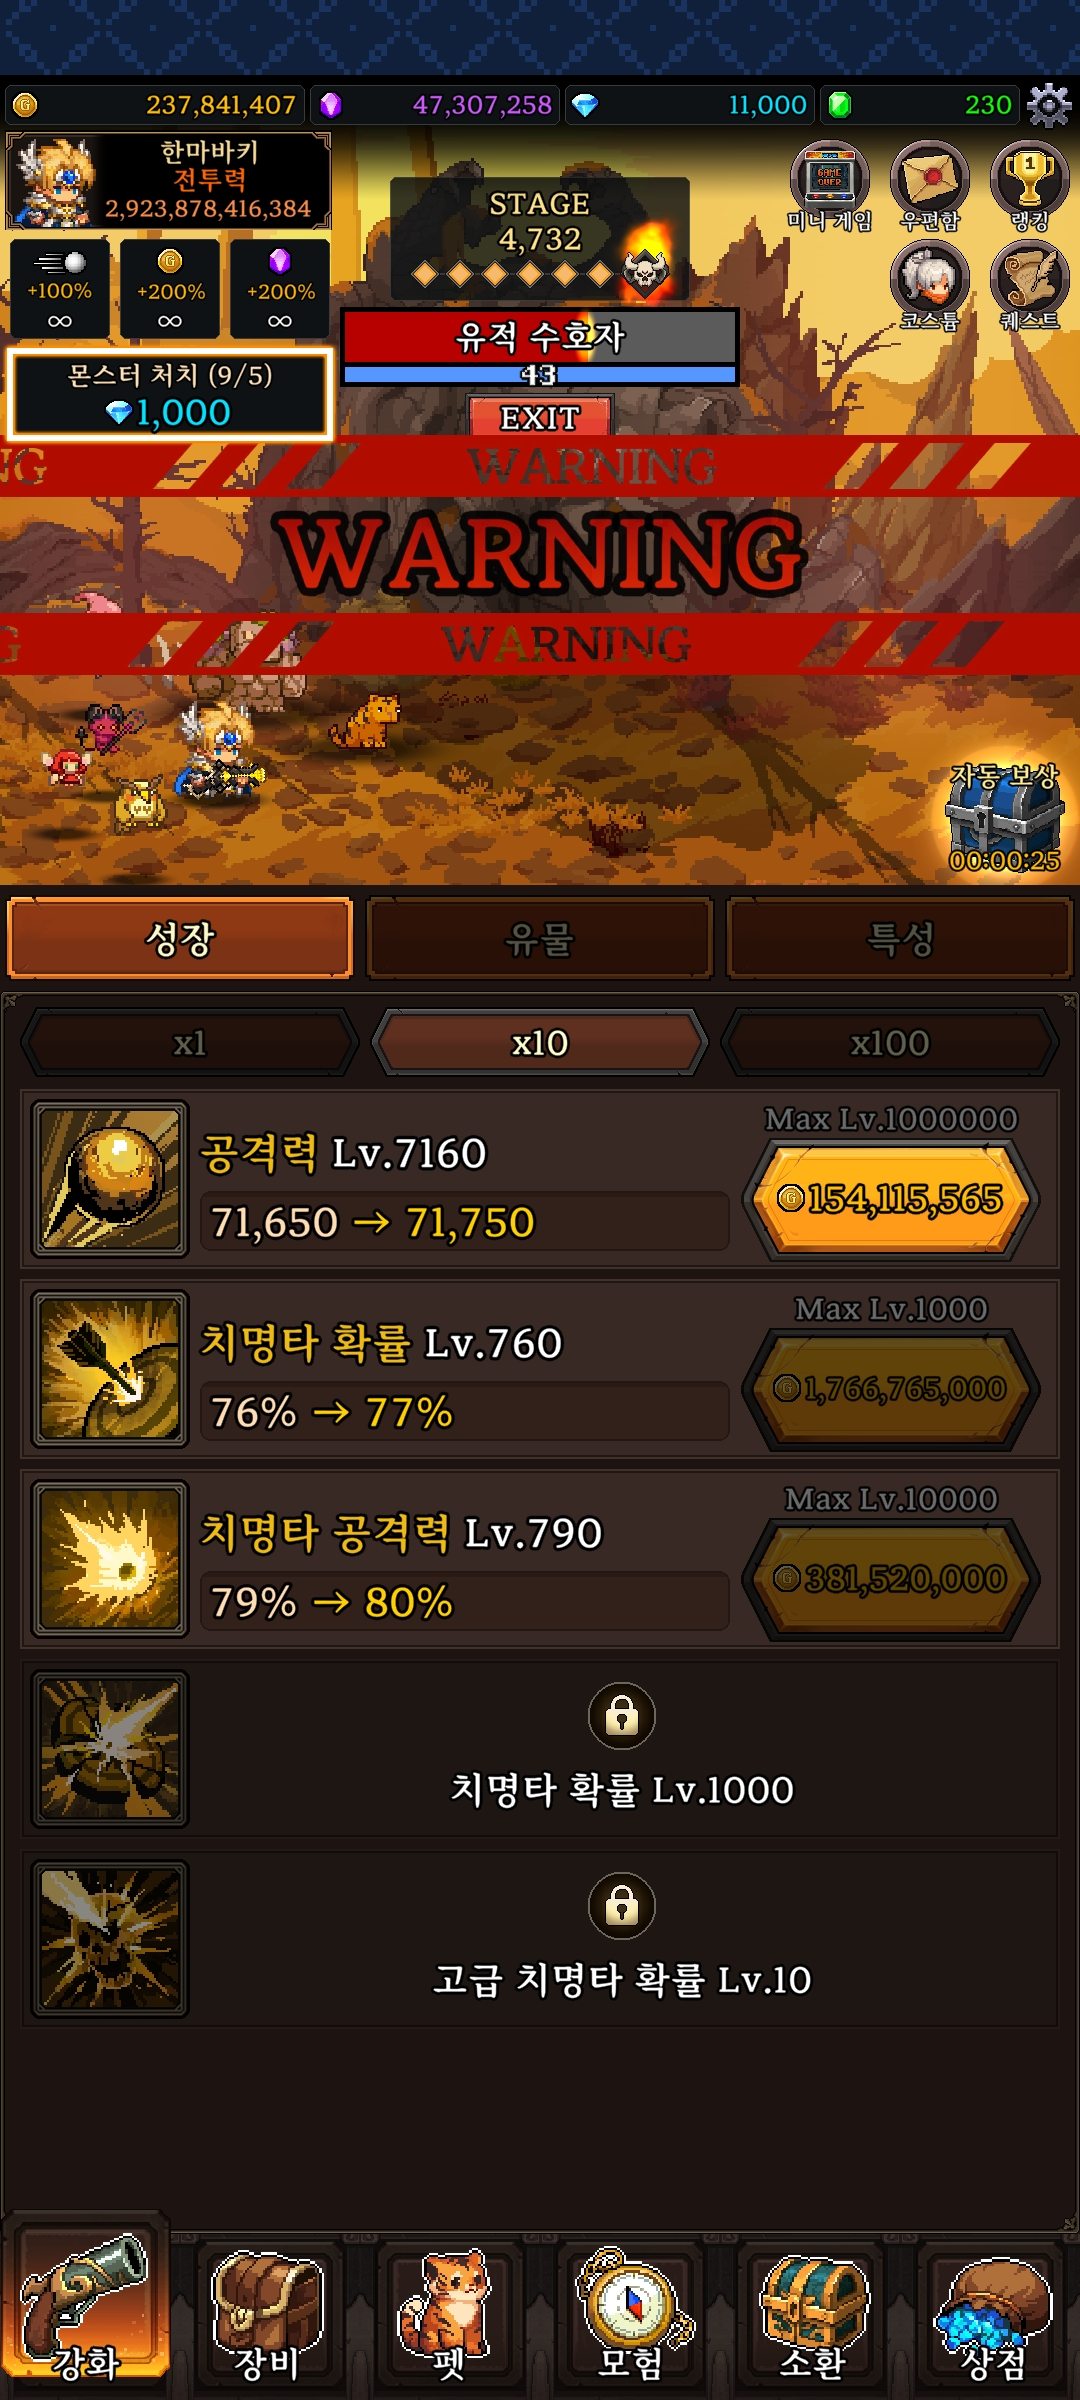 237,841,407
47,307,258
11,000
230
한마바키
전투력
2,923,878,416,384
+100%
∞
+200%
∞
+200%
∞
STAGE
4,732
GAME OVER
미니 게임
우편함
1
랭킹
코스튬
퀘스트
몬스터 처치 (9/5)
1,000
유적 수호자
43
EXIT
NG
WARNING
WARNING
G
WARNING
자동 보상
00:00:25
성장
유물
특성
x1
x10
x100
공격력 Lv.7160
71,650 → 71,750
Max Lv.1000000
154,115,565
치명타 확률 Lv.760
76% → 77%
Max Lv.1000
1,766,765,000
치명타 공격력 Lv.790
79% → 80%
Max Lv.10000
381,520,000
치명타 확률 Lv.1000
고급 치명타 확률 Lv.10
강화
장비
펫
모험
소환
상점